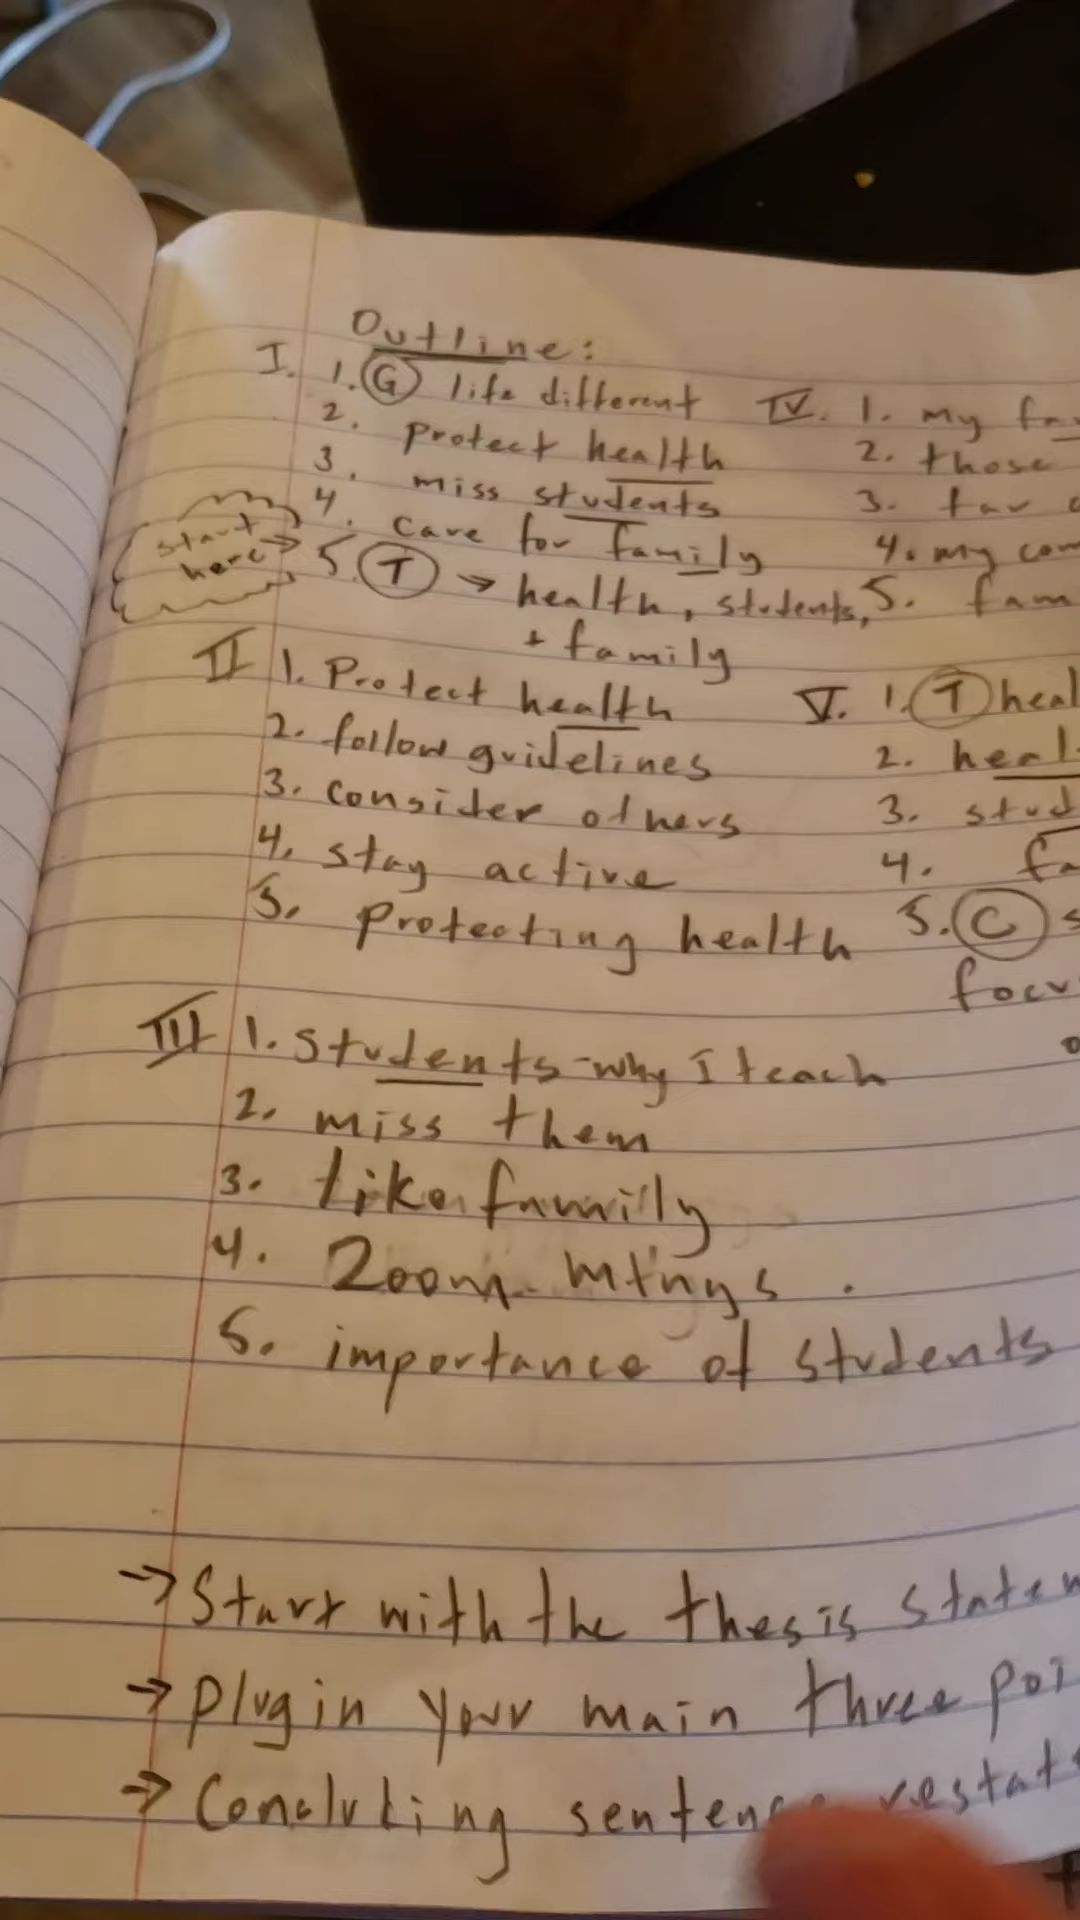 Outline:
I. 1. G life different
2. protect health
3. miss students
4. care for family
start here → 5. T → health, students,
+ family
II 1. Protect health
2. follow guidelines
3. consider others
4. stay active
5. protecting health
III 1. Students - why I teach
2. miss them
3. like family
4. Zoom mtngs.
5. importance of students
IV. 1. my
2. those
3.
4. my
5.
V. 1. T
2.
3.
4.
5. C
→ Start with the thesis
→ plug in your main three
→ Concluding